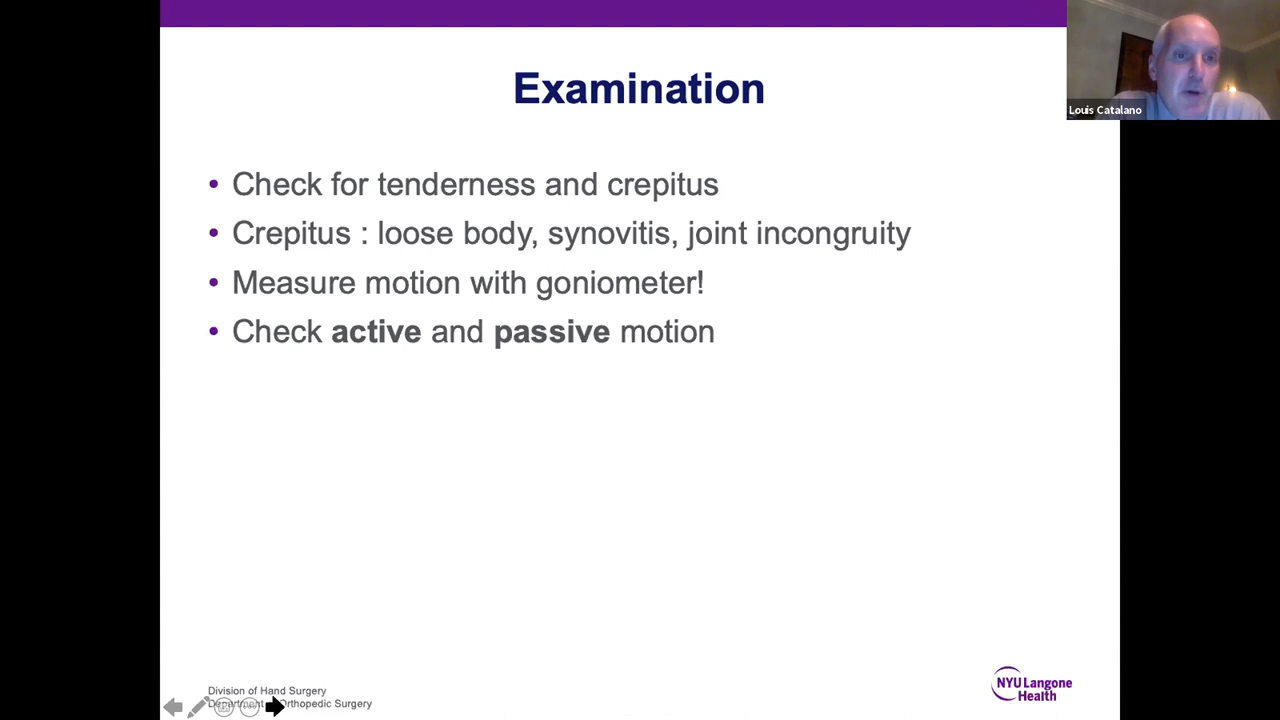 Examination
Louis Catalano
• Check for tenderness and crepitus
• Crepitus : loose body, synovitis, joint incongruity
• Measure motion with goniometer!
• Check active and passive motion
Division of Hand Surgery
Department Orthopedic Surgery
NYU Langone
Health